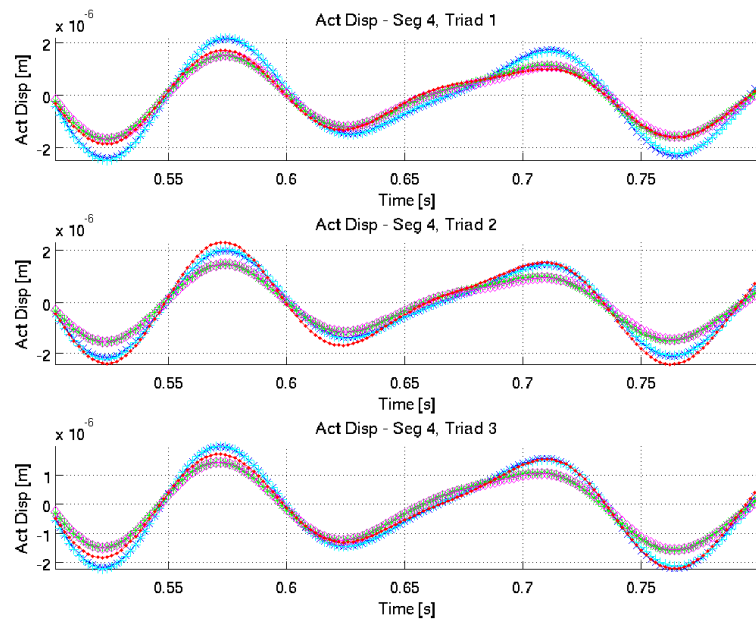 x 10^-6
Act Disp - Seg 4, Triad 1
Act Disp [m]
2
0
-2
0.55 0.6 0.65 0.7 0.75
Time [s]
x 10^-6
Act Disp - Seg 4, Triad 2
Act Disp [m]
2
0
-2
0.55 0.6 0.65 0.7 0.75
Time [s]
x 10^-6
Act Disp - Seg 4, Triad 3
Act Disp [m]
1
0
-1
-2
0.55 0.6 0.65 0.7 0.75
Time [s]